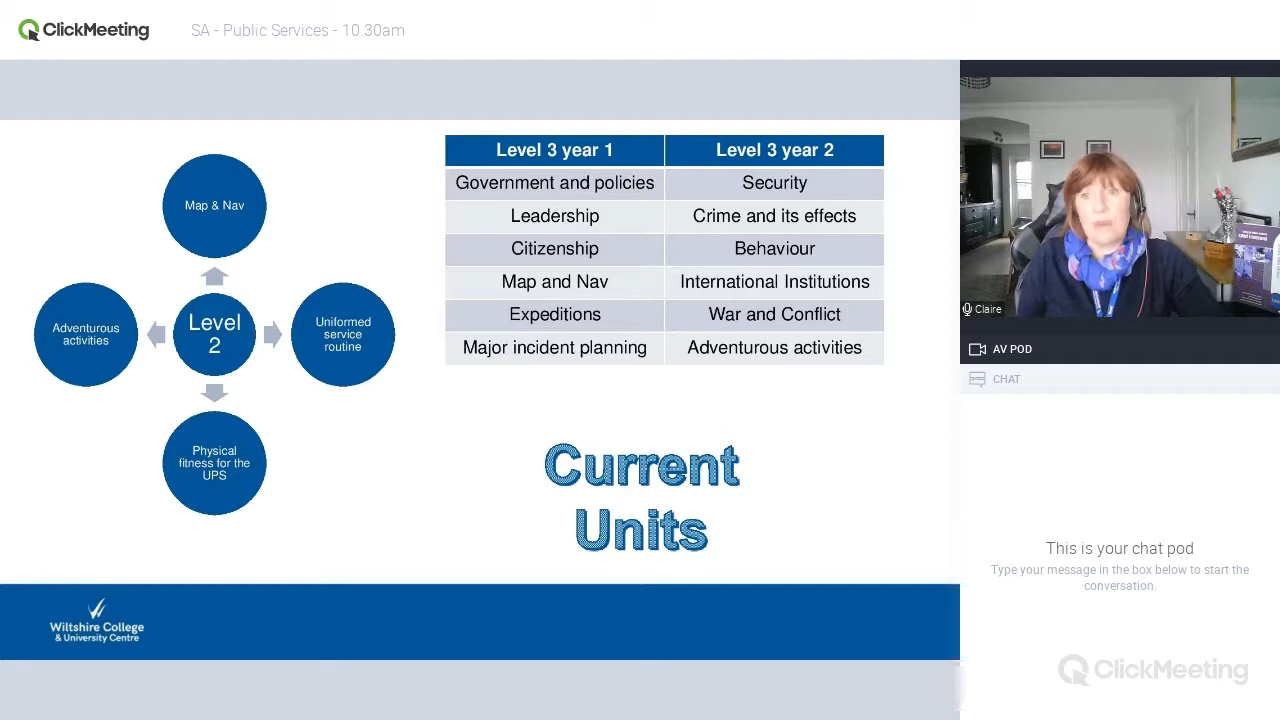 ClickMeeting
SA - Public Services - 10.30am
Map & Nav
Adventurous
activities
Level
2
Uniformed
service
routine
Physical
fitness for the
UPS
Level 3 year 1 Level 3 year 2
Government and policies Security
Leadership Crime and its effects
Citizenship Behaviour
Map and Nav International Institutions
Expeditions War and Conflict
Major incident planning Adventurous activities
Current
Units
Wiltshire College
& University Centre
Claire
AV POD
CHAT
This is your chat pod
Type your message in the box below to start the
conversation.
ClickMeeting